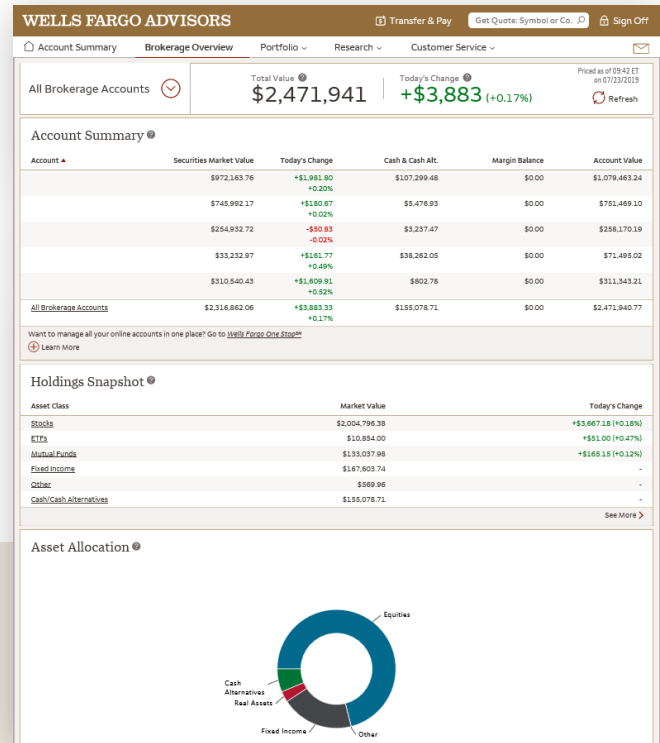 WELLS FARGO ADVISORS
Transfer & Pay
Get Quote: Symbol or Co.
Sign Off
Account Summary Brokerage Overview Portfolio Research Customer Service
All Brokerage Accounts
Total Value
$2,471,941
Today's Change
+$3,883 (+0.17%)
Priced as of 09:42 ET
on 07/23/2019
Refresh
Account Summary
Account Securities Market Value Today's Change Cash & Cash Alt. Margin Balance Account Value
$972,163.76 +$1,981.80 $107,299.48 $0.00 $1,079,463.24
+0.20%
$745,992.17 +$180.67 $5,476.93 $0.00 $751,469.10
+0.02%
$254,932.72 -$50.83 $3,237.47 $0.00 $258,170.19
-0.02%
$33,232.97 +$161.77 $38,262.05 $0.00 $71,495.02
+0.49%
$310,540.43 +$1,609.91 $802.78 $0.00 $311,343.21
+0.52%
All Brokerage Accounts $2,316,862.06 +$3,883.33 $155,078.71 $0.00 $2,471,940.77
+0.17%
Want to manage all your online accounts in one place? Go to Wells Fargo One Stop℠
Learn More
Holdings Snapshot
Asset Class Market Value Today's Change
Stocks $2,004,796.38 +$3,667.18 (+0.18%)
ETFs $10,854.00 +$51.00 (+0.47%)
Mutual Funds $133,037.98 +$165.15 (+0.12%)
Fixed Income $167,603.74 -
Other $569.96 -
Cash/Cash Alternatives $155,078.71 -
See More
Asset Allocation
Equities
Cash
Alternatives
Real Assets
Fixed Income
Other